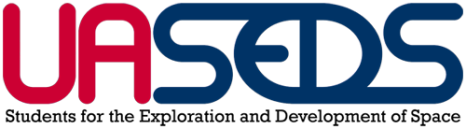 UASEDS
Students for the Exploration and Development of Space